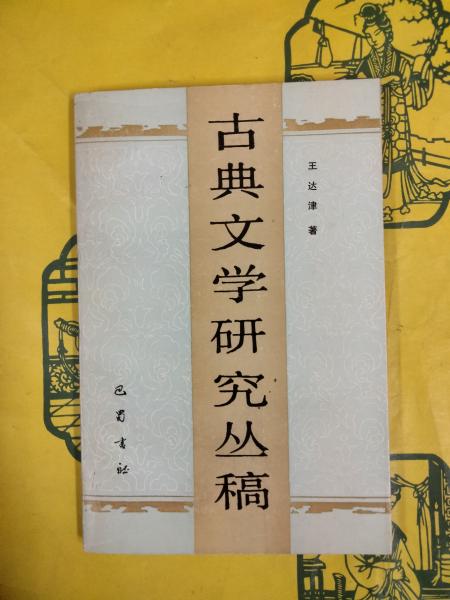 古典文学研究丛稿
王达津 著
巴蜀书社